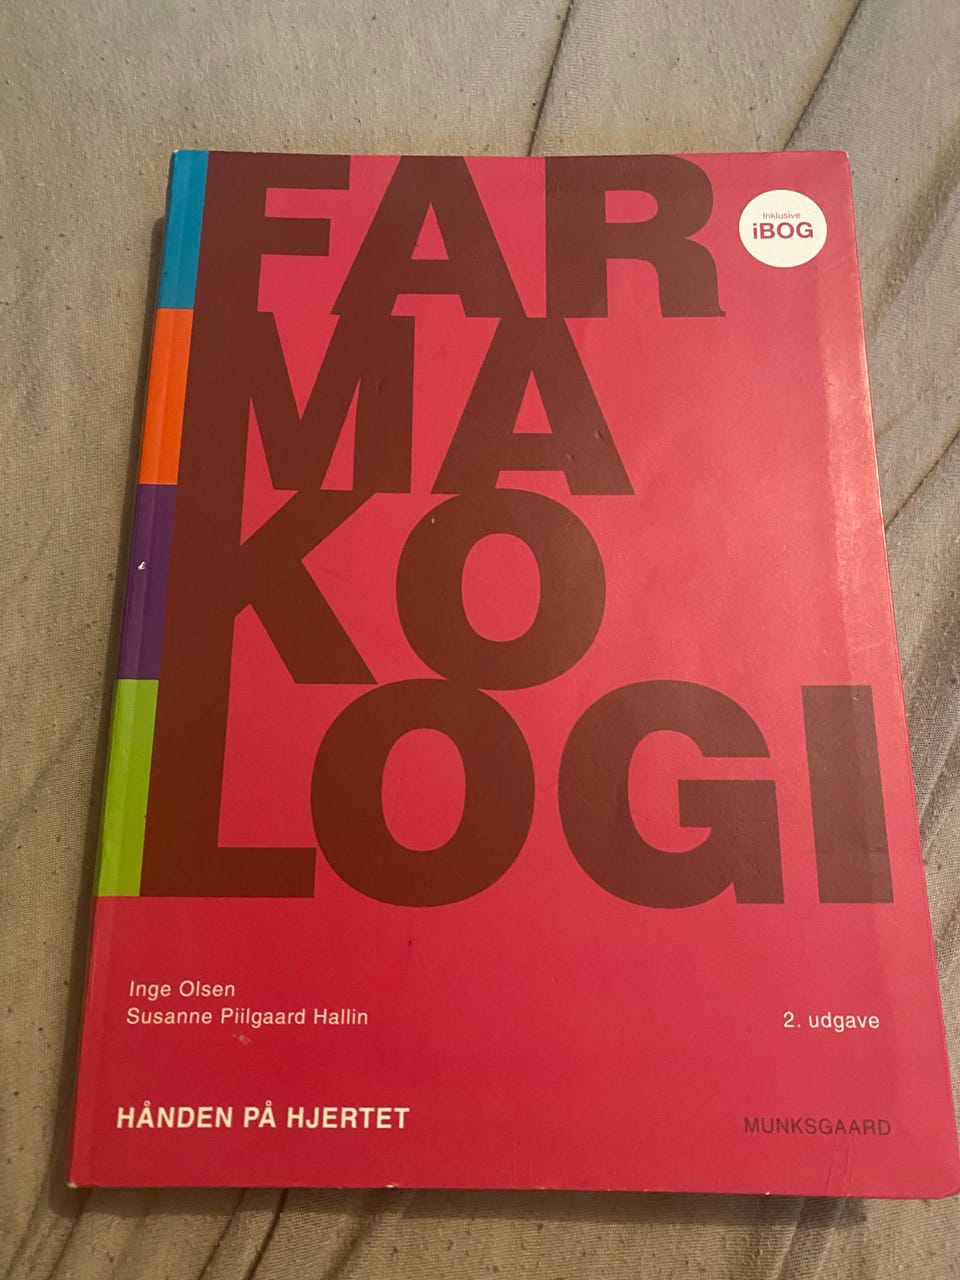 FAR
MA
KO
LOGI
Inklusive
iBOG
Inge Olsen
Susanne Piilgaard Hallin
2. udgave
HÅNDEN PÅ HJERTET
MUNKSGAARD